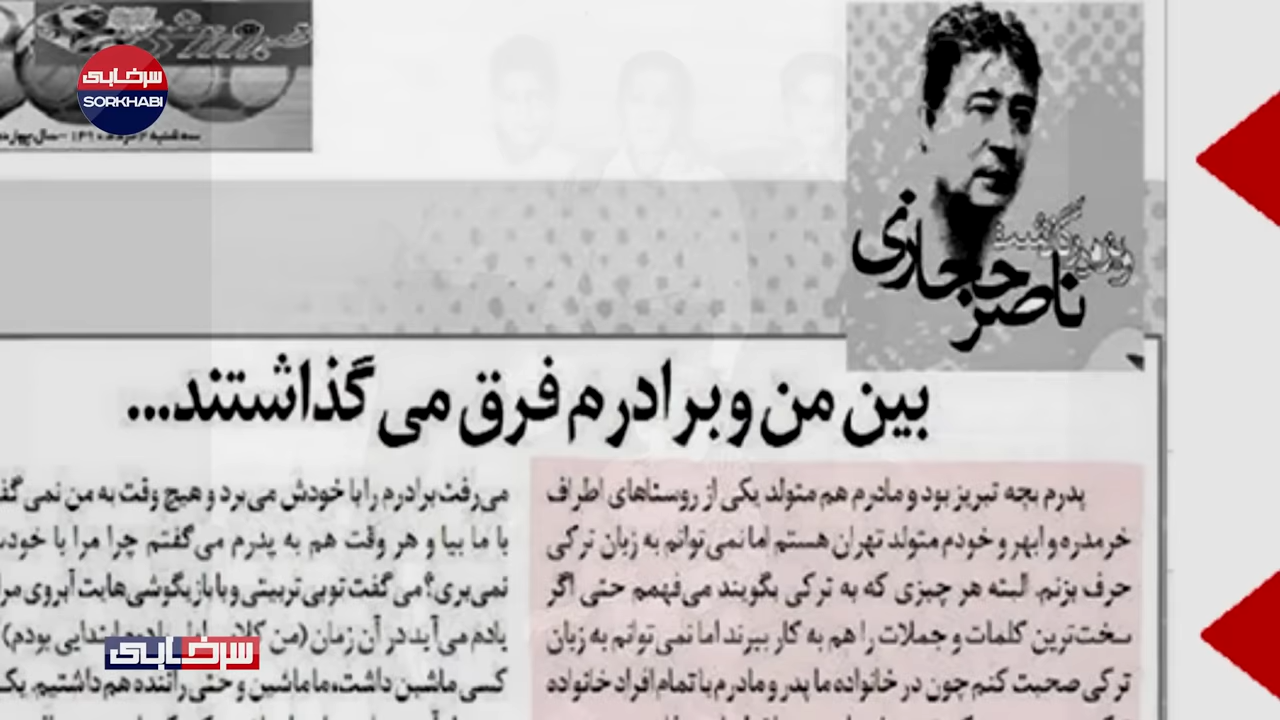 سرخابی
SORKHABI
ویژه بزرگداشت
ناصر حجازی
بین من و برادرم فرق می گذاشتند...
پدرم بچه تبریز بود و مادرم هم متولد یکی از روستاهای اطراف
خرمدره و ابهر و خودم متولد تهران هستم اما نمی‌توانم به زبان ترکی
حرف بزنم. البته هر چیزی که به ترکی بگویند می‌فهمم حتی اگر
سخت‌ترین کلمات و جملات را هم به کار ببرند اما نمی‌توانم به زبان
ترکی صحبت کنم چون در خانواده ما پدر و مادرم با تمام افراد خانواده
می‌رفت برادرم را با خودش می‌برد و هیچ وقت به من نمی
با ما بیا و هر وقت هم به پدرم می‌گفتم چرا مرا با
نمی‌بری؟ می‌گفت تو بی‌تربیتی و با بازیگوشی‌هایت آبروی
یادم می‌آید در آن زمان (من کلاس
کسی ماشین داشت، ما ماشین و حتی راننده هم داشتیم. یک
سرخابی